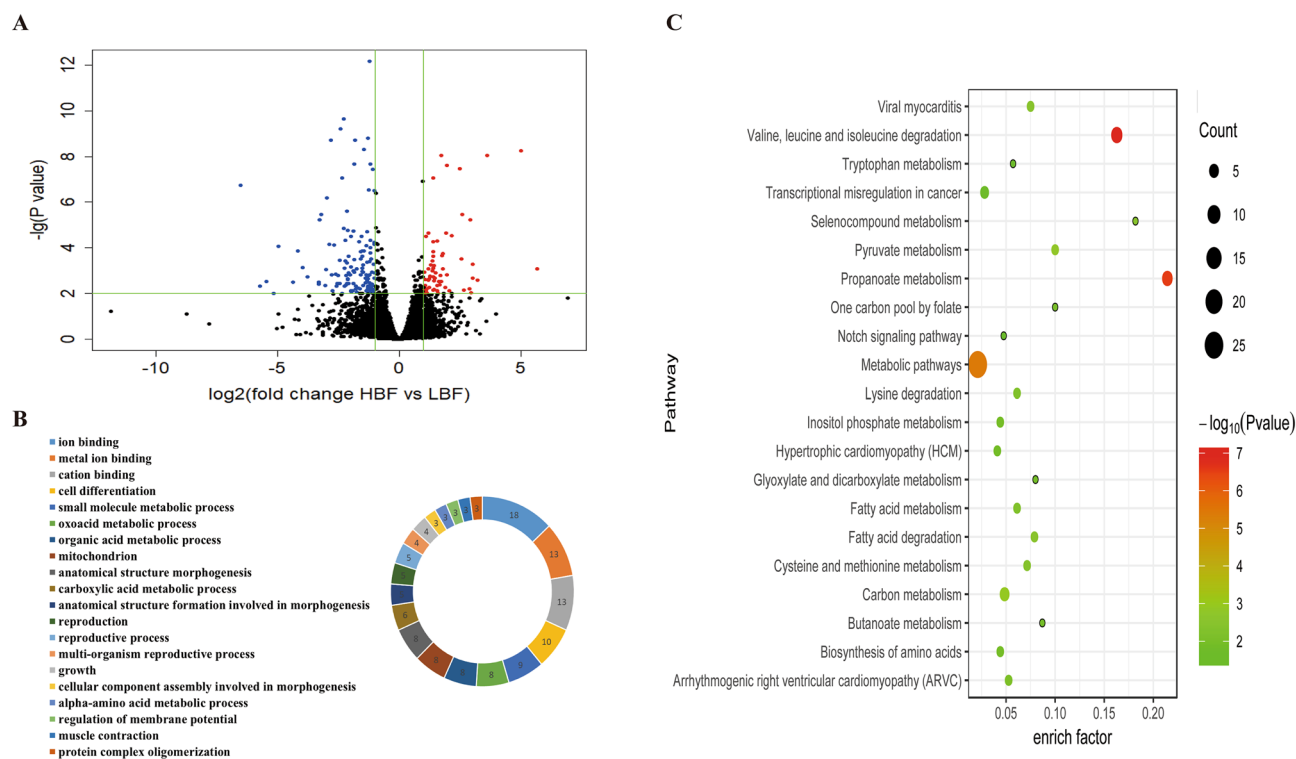 A
12
10
8
6
4
2
0
-lg(P value)
-10
-5
0
5
log2(fold change HBF vs LBF)
B
ion binding
metal ion binding
cation binding
cell differentiation
small molecule metabolic process
oxoacid metabolic process
organic acid metabolic process
mitochondrion
anatomical structure morphogenesis
carboxylic acid metabolic process
anatomical structure formation involved in morphogenesis
reproduction
reproductive process
multi-organism reproductive process
growth
cellular component assembly involved in morphogenesis
alpha-amino acid metabolic process
regulation of membrane potential
muscle contraction
protein complex oligomerization
18
13
13
10
9
8
8
6
5
4
4
3
3
3
3
3
C
Pathway
Viral myocarditis
Valine, leucine and isoleucine degradation
Tryptophan metabolism
Transcriptional misregulation in cancer
Selenocompound metabolism
Pyruvate metabolism
Propanoate metabolism
One carbon pool by folate
Notch signaling pathway
Metabolic pathways
Lysine degradation
Inositol phosphate metabolism
Hypertrophic cardiomyopathy (HCM)
Glyoxylate and dicarboxylate metabolism
Fatty acid metabolism
Fatty acid degradation
Cysteine and methionine metabolism
Carbon metabolism
Butanoate metabolism
Biosynthesis of amino acids
Arrhythmogenic right ventricular cardiomyopathy (ARVC)
0.05
0.10
0.15
0.20
enrich factor
Count
5
10
15
20
25
−log10(Pvalue)
7
6
5
4
3
2